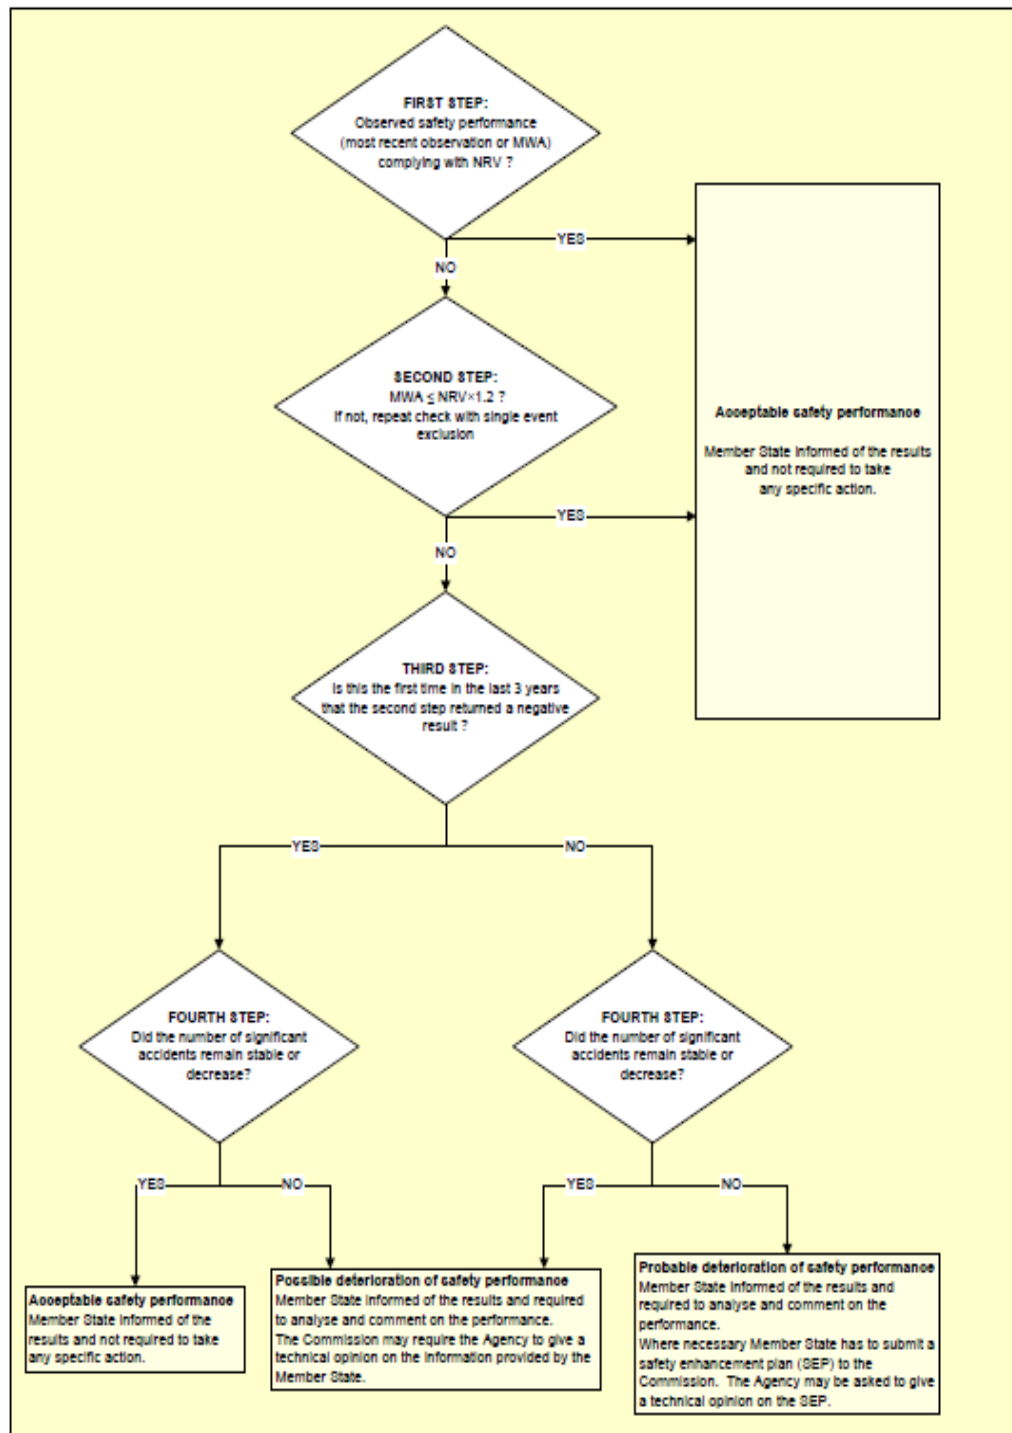 FIRST STEP:
Observed safety performance
(most recent observation or MWA)
complying with NRV ?
YES
NO
SECOND STEP:
MWA ≤ NRV×1.2 ?
If not, repeat check with single event
exclusion
Acceptable safety performance
Member State informed of the results
and not required to take
any specific action.
YES
NO
THIRD STEP:
Is this the first time in the last 3 years
that the second step returned a negative
result ?
YES
NO
FOURTH STEP:
Did the number of significant
accidents remain stable or
decrease?
FOURTH STEP:
Did the number of significant
accidents remain stable or
decrease?
YES
NO
YES
NO
Acceptable safety performance
Member State informed of the
results and not required to take
any specific action.
Possible deterioration of safety performance
Member State informed of the results and required
to analyse and comment on the performance.
The Commission may require the Agency to give a
technical opinion on the information provided by the
Member State.
Probable deterioration of safety performance
Member State informed of the results and
required to analyse and comment on the
performance.
Where necessary Member State has to submit a
safety enhancement plan (SEP) to the
Commission.  The Agency may be asked to give
a technical opinion on the SEP.